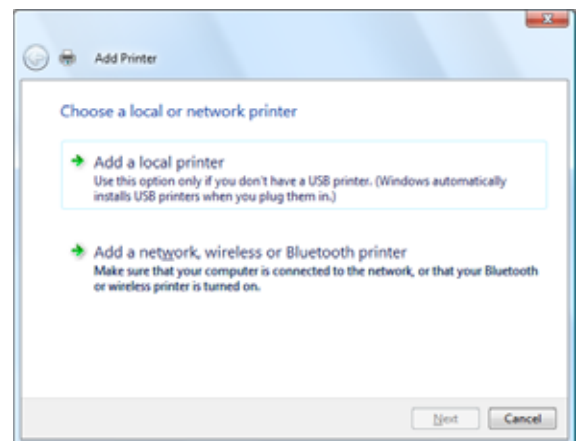 Add Printer
Choose a local or network printer
Add a local printer
Use this option only if you don't have a USB printer. (Windows automatically
installs USB printers when you plug them in.)
Add a network, wireless or Bluetooth printer
Make sure that your computer is connected to the network, or that your Bluetooth
or wireless printer is turned on.
Next Cancel